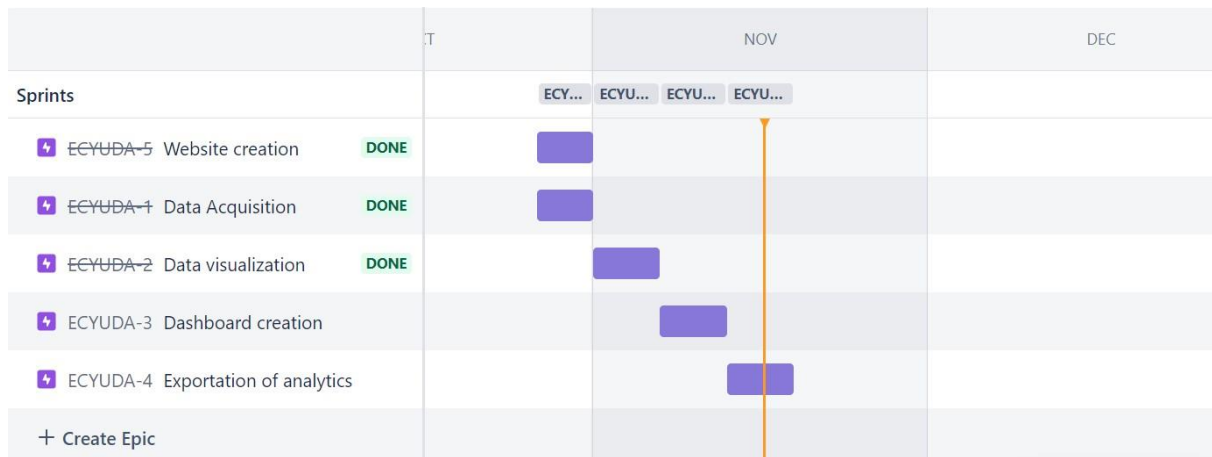 CT NOV DEC
Sprints ECY... ECYU... ECYU... ECYU...
ECYUDA-5 Website creation DONE
ECYUDA-1 Data Acquisition DONE
ECYUDA-2 Data visualization DONE
ECYUDA-3 Dashboard creation
ECYUDA-4 Exportation of analytics
+ Create Epic